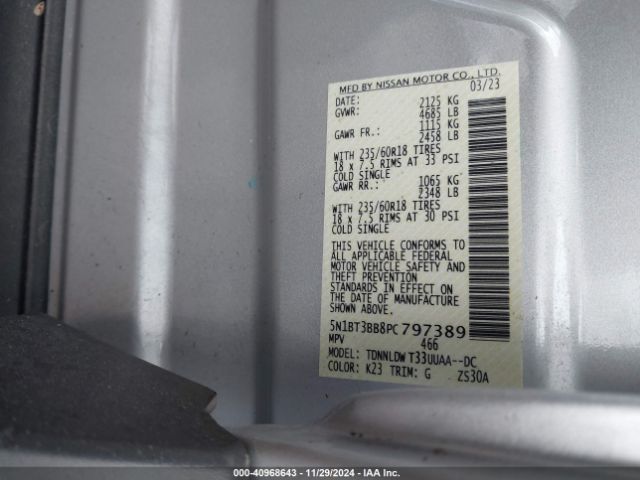 MFD BY NISSAN MOTOR CO., LTD.
DATE: 03/23
GVWR: 2125 KG
4685 LB
GAWR FR.: 1115 KG
2458 LB
WITH 235/60R18 TIRES
18 x 7.5 RIMS AT 33 PSI
COLD SINGLE
GAWR RR.: 1065 KG
2348 LB
WITH 235/60R18 TIRES
18 x 7.5 RIMS AT 30 PSI
COLD SINGLE
THIS VEHICLE CONFORMS TO
ALL APPLICABLE FEDERAL
MOTOR VEHICLE SAFETY AND
THEFT PREVENTION
STANDARDS IN EFFECT ON
THE DATE OF MANUFACTURE
SHOWN ABOVE.
5N1BT3BB8PC797389
MPV 466
MODEL: TDNNLDW T33UUAA--DC
COLOR: K23 TRIM: G ZS30A
000-40968643 / 11/29/2024 / IAA Inc.